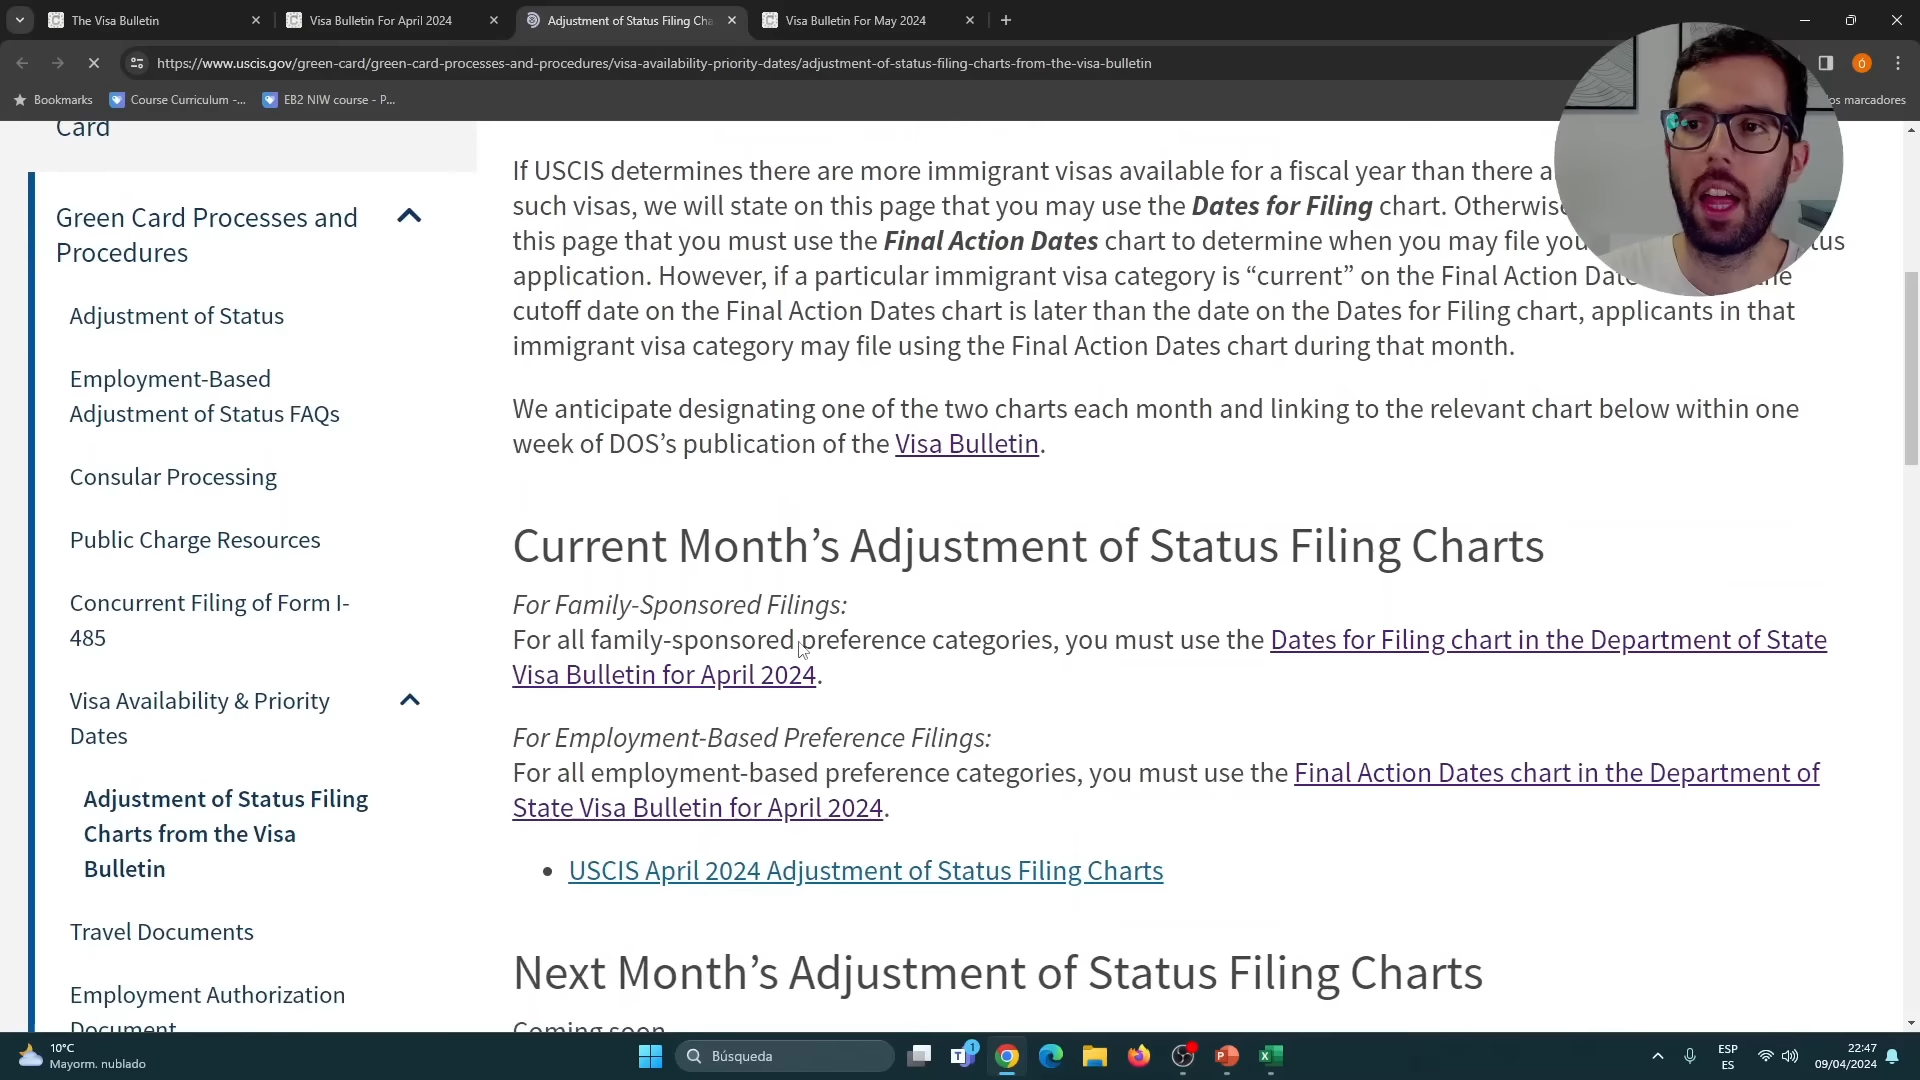 The Visa Bulletin
Visa Bulletin For April 2024
Adjustment of Status Filing Cha
Visa Bulletin For May 2024
https://www.uscis.gov/green-card/green-card-processes-and-procedures/visa-availability-priority-dates/adjustment-of-status-filing-charts-from-the-visa-bulletin
Bookmarks
Course Curriculum -...
EB2 NIW course - P...
os marcadores
Card
Green Card Processes and
Procedures
Adjustment of Status
Employment-Based
Adjustment of Status FAQs
Consular Processing
Public Charge Resources
Concurrent Filing of Form I-
485
Visa Availability & Priority
Dates
Adjustment of Status Filing
Charts from the Visa
Bulletin
Travel Documents
Employment Authorization
Document
If USCIS determines there are more immigrant visas available for a fiscal year than there a
such visas, we will state on this page that you may use the Dates for Filing chart. Otherwise
this page that you must use the Final Action Dates chart to determine when you may file you tus
application. However, if a particular immigrant visa category is “current” on the Final Action Dat he
cutoff date on the Final Action Dates chart is later than the date on the Dates for Filing chart, applicants in that
immigrant visa category may file using the Final Action Dates chart during that month.
We anticipate designating one of the two charts each month and linking to the relevant chart below within one
week of DOS’s publication of the Visa Bulletin.
Current Month’s Adjustment of Status Filing Charts
For Family-Sponsored Filings:
For all family-sponsored preference categories, you must use the Dates for Filing chart in the Department of State
Visa Bulletin for April 2024.
For Employment-Based Preference Filings:
For all employment-based preference categories, you must use the Final Action Dates chart in the Department of
State Visa Bulletin for April 2024.
• USCIS April 2024 Adjustment of Status Filing Charts
Next Month’s Adjustment of Status Filing Charts
Coming soon
10°C
Mayorm. nublado
Búsqueda
1
ESP
ES
22:47
09/04/2024